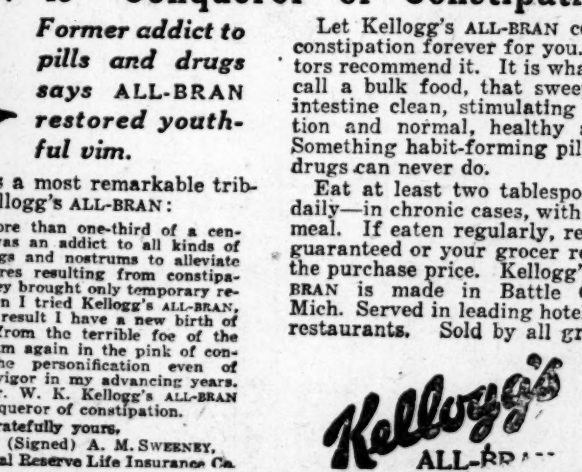 Conqueror of Constipati
Former addict to
pills and drugs
says ALL-BRAN
restored youth-
ful vim.
s a most remarkable trib-
llogg's ALL-BRAN:
ore than one-third of a cen-
as an addict to all kinds of
gs and nostrums to alleviate
res resulting from constipa-
ey brought only temporary re-
n I tried Kellogg's ALL-BRAN,
result I have a new birth of
from the terrible foe of the
m again in the pink of con-
he personification even of
vigor in my advancing years.
r. W. K. Kellogg's ALL-BRAN
queror of constipation.
ratefully yours,
(Signed) A. M. SWEENEY,
al Reserve Life Insurance Co.
Let Kellogg's ALL-BRAN c
constipation forever for you.
tors recommend it. It is wha
call a bulk food, that swee
intestine clean, stimulating
tion and normal, healthy
Something habit-forming pil
drugs can never do.
Eat at least two tablespo
daily—in chronic cases, with
meal. If eaten regularly, re
guaranteed or your grocer r
the purchase price. Kellogg'
BRAN is made in Battle C
Mich. Served in leading hote
restaurants. Sold by all gr
Kellogg's
ALL-BRAN